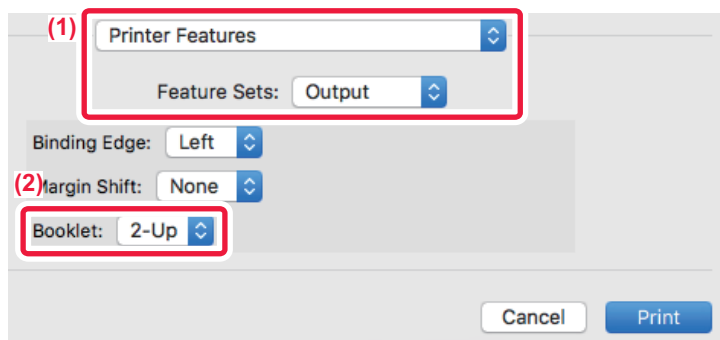 (1)
Printer Features
Feature Sets: Output
Binding Edge: Left
(2)
Margin Shift: None
Booklet: 2-Up
Cancel Print